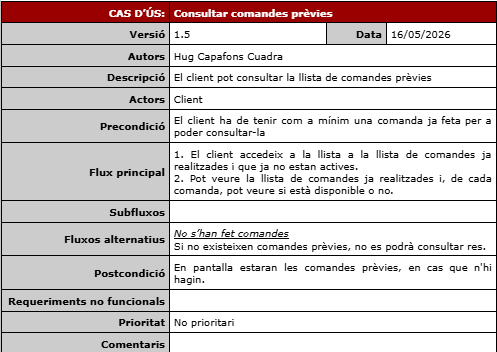 CAS D'ÚS: Consultar comandes prèvies
Versió 1.5 Data 16/05/2026
Autors Hug Capafons Cuadra
Descripció El client pot consultar la llista de comandes prèvies
Actors Client
Precondició El client ha de tenir com a mínim una comanda ja feta per a
poder consultar-la
Flux principal 1. El client accedeix a la llista a la llista de comandes ja
realitzades i que ja no estan actives.
2. Pot veure la llista de comandes ja realitzades i, de cada
comanda, pot veure si està disponible o no.
Subfluxos
Fluxos alternatius No s'han fet comandes
Si no existeixen comandes prèvies, no es podrà consultar res.
Postcondició En pantalla estaran les comandes prèvies, en cas que n'hi
hagin.
Requeriments no funcionals
Prioritat No prioritari
Comentaris